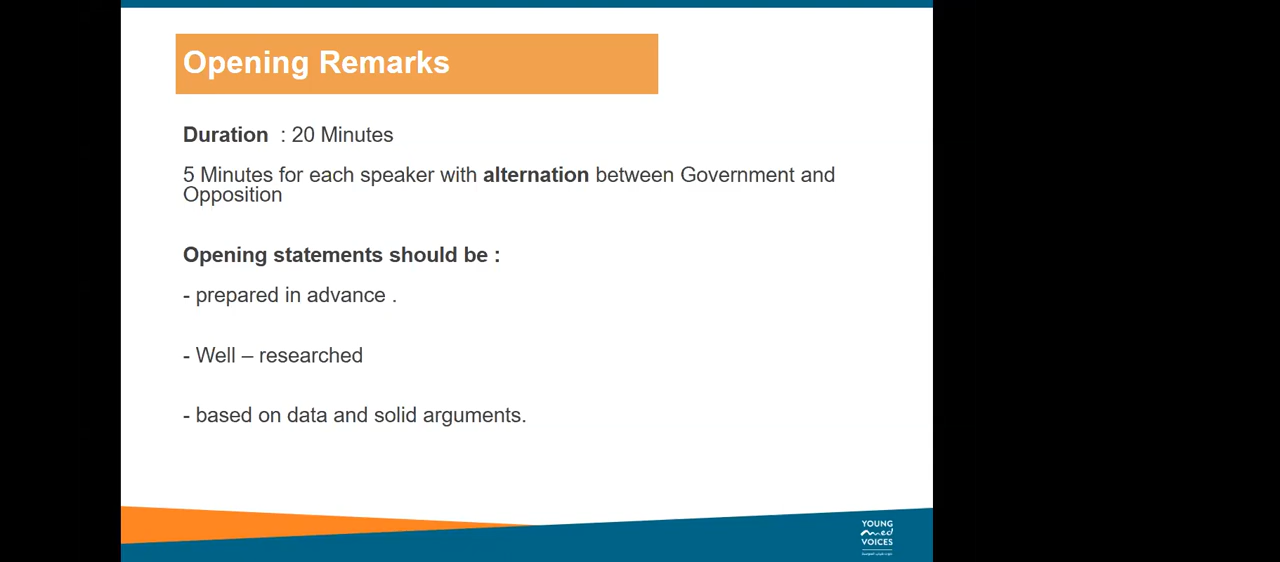 Opening Remarks
Duration : 20 Minutes
5 Minutes for each speaker with alternation between Government and
Opposition
Opening statements should be :
- prepared in advance .
- Well – researched
- based on data and solid arguments.
YOUNG
med
VOICES